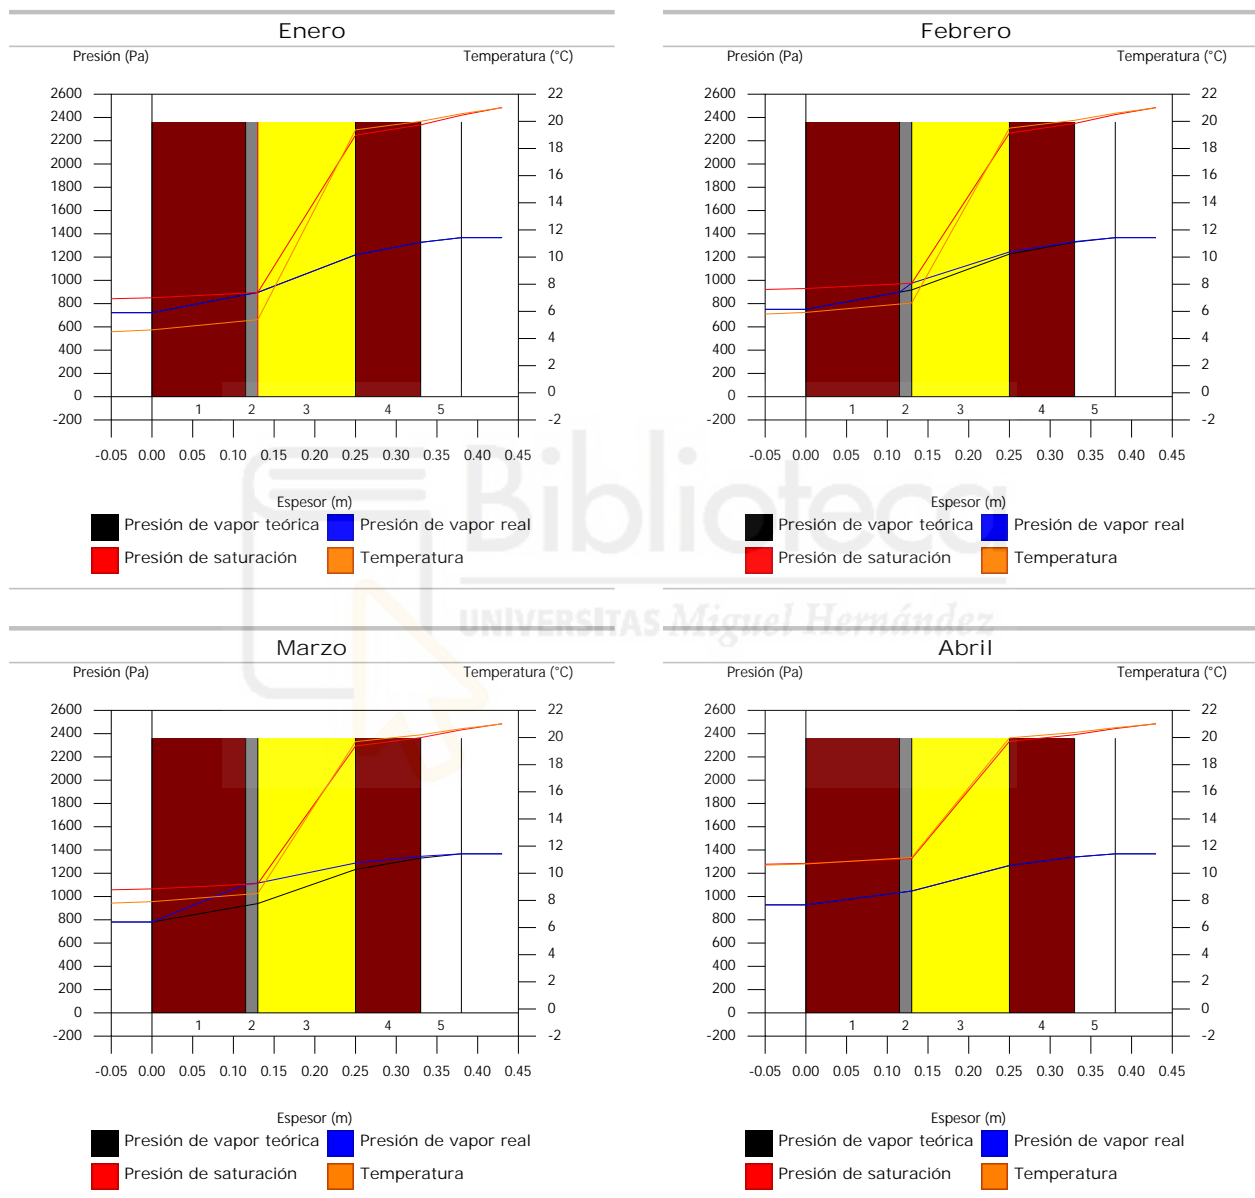 Enero
Presión (Pa) Temperatura (°C)
2600 22
2400 20
2200 18
2000 16
1800 14
1600 12
1400 10
1200 8
1000 6
800 4
600 2
400 0
200 -2
0
-200
1 2 3 4 5
-0.05 0.00 0.05 0.10 0.15 0.20 0.25 0.30 0.35 0.40 0.45
Espesor (m)
Presión de vapor teórica Presión de vapor real
Presión de saturación Temperatura
Febrero
Presión (Pa) Temperatura (°C)
2600 22
2400 20
2200 18
2000 16
1800 14
1600 12
1400 10
1200 8
1000 6
800 4
600 2
400 0
200 -2
0
-200
1 2 3 4 5
-0.05 0.00 0.05 0.10 0.15 0.20 0.25 0.30 0.35 0.40 0.45
Espesor (m)
Presión de vapor teórica Presión de vapor real
Presión de saturación Temperatura
Biblioteca
UNIVERSITAS Miguel Hernández
Marzo
Presión (Pa) Temperatura (°C)
2600 22
2400 20
2200 18
2000 16
1800 14
1600 12
1400 10
1200 8
1000 6
800 4
600 2
400 0
200 -2
0
-200
1 2 3 4 5
-0.05 0.00 0.05 0.10 0.15 0.20 0.25 0.30 0.35 0.40 0.45
Espesor (m)
Presión de vapor teórica Presión de vapor real
Presión de saturación Temperatura
Abril
Presión (Pa) Temperatura (°C)
2600 22
2400 20
2200 18
2000 16
1800 14
1600 12
1400 10
1200 8
1000 6
800 4
600 2
400 0
200 -2
0
-200
1 2 3 4 5
-0.05 0.00 0.05 0.10 0.15 0.20 0.25 0.30 0.35 0.40 0.45
Espesor (m)
Presión de vapor teórica Presión de vapor real
Presión de saturación Temperatura